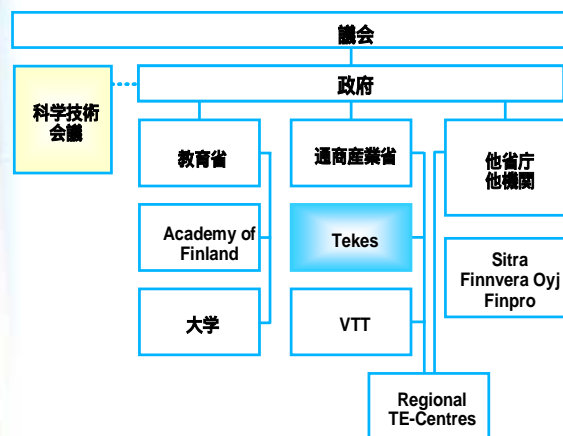 議会
政府
科学技術
会議
教育省
通商産業省
他省庁
他機関
Academy of
Finland
Tekes
Sitra
Finnvera Oyj
Finpro
大学
VTT
Regional
TE-Centres